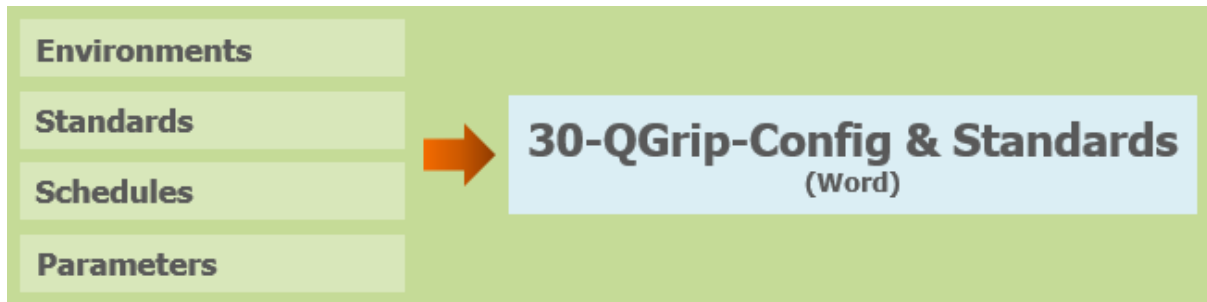 Environments
Standards
Schedules
Parameters
30-QGrip-Config & Standards
(Word)